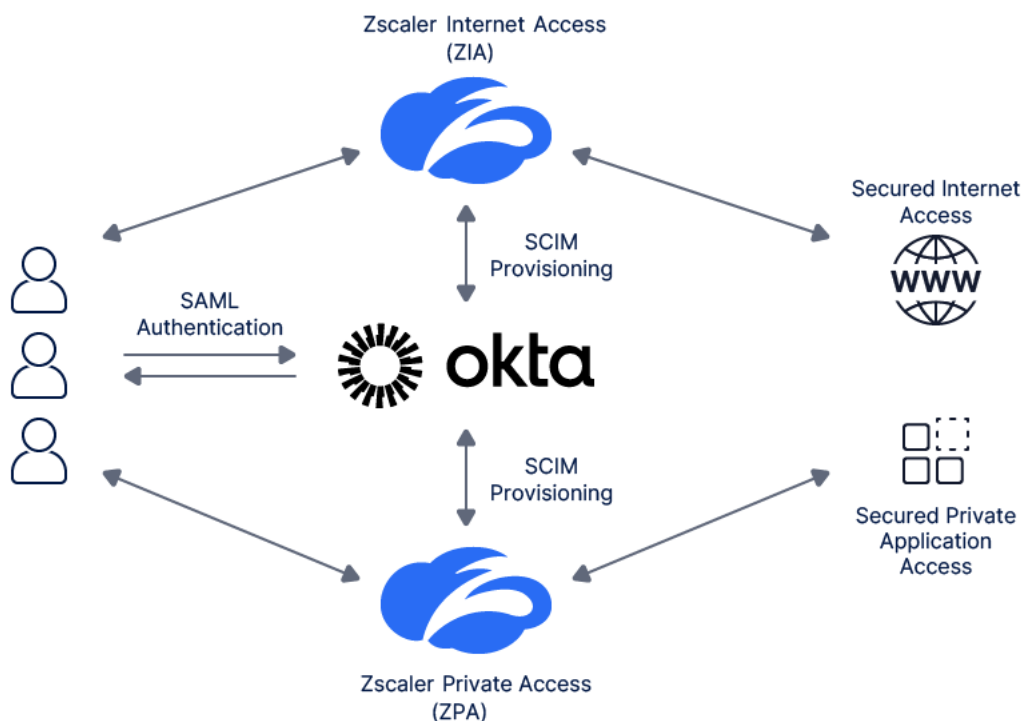 Zscaler Internet Access
(ZIA)
Secured Internet
Access
WWW
SCIM
Provisioning
SAML
Authentication
okta
SCIM
Provisioning
Secured Private
Application
Access
Zscaler Private Access
(ZPA)